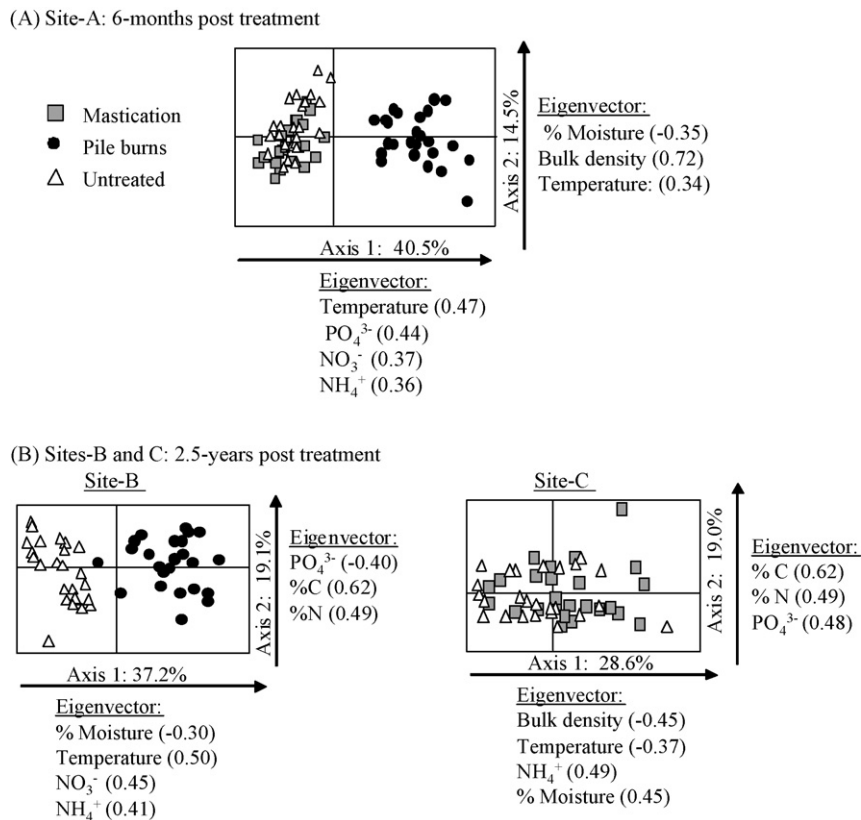 (A) Site-A: 6-months post treatment
Mastication
Pile burns
Untreated
Axis 2: 14.5%
Eigenvector:
% Moisture (-0.35)
Bulk density (0.72)
Temperature: (0.34)
Axis 1: 40.5%
Eigenvector:
Temperature (0.47)
PO₄³⁻ (0.44)
NO₃⁻ (0.37)
NH₄⁺ (0.36)
(B) Sites-B and C: 2.5-years post treatment
Site-B
Axis 2: 19.1%
Eigenvector:
PO₄³⁻ (-0.40)
%C (0.62)
%N (0.49)
Axis 1: 37.2%
Eigenvector:
% Moisture (-0.30)
Temperature (0.50)
NO₃⁻ (0.45)
NH₄⁺ (0.41)
Site-C
Axis 2: 19.0%
Eigenvector:
% C (0.62)
% N (0.49)
PO₄³⁻ (0.48)
Axis 1: 28.6%
Eigenvector:
Bulk density (-0.45)
Temperature (-0.37)
NH₄⁺ (0.49)
% Moisture (0.45)